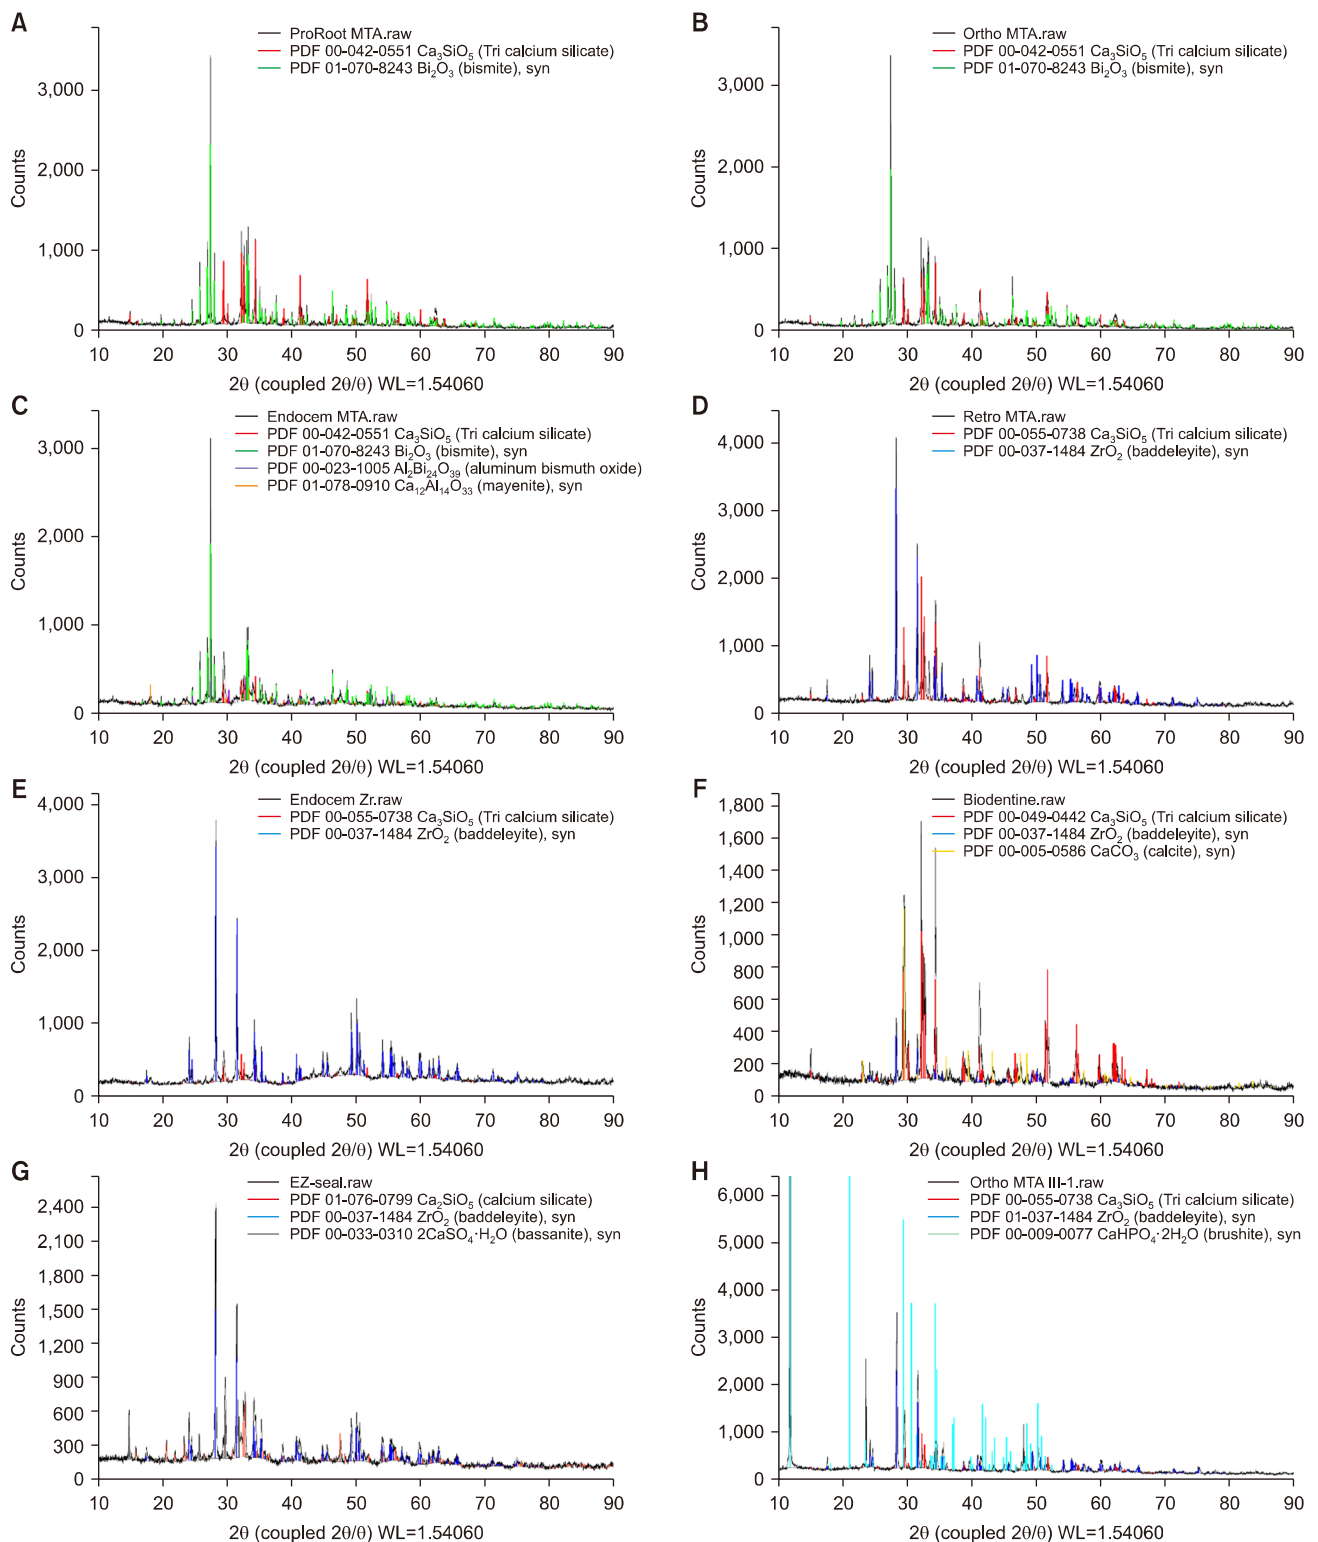 A
ProRoot MTA.raw
PDF 00-042-0551 Ca₃SiO₅ (Tri calcium silicate)
PDF 01-070-8243 Bi₂O₃ (bismite), syn
Counts
3,000
2,000
1,000
0
10 20 30 40 50 60 70 80 90
2θ (coupled 2θ/θ) WL=1.54060
B
Ortho MTA.raw
PDF 00-042-0551 Ca₃SiO₅ (Tri calcium silicate)
PDF 01-070-8243 Bi₂O₃ (bismite), syn
Counts
3,000
2,000
1,000
0
10 20 30 40 50 60 70 80 90
2θ (coupled 2θ/θ) WL=1.54060
C
Endocem MTA.raw
PDF 00-042-0551 Ca₃SiO₅ (Tri calcium silicate)
PDF 01-070-8243 Bi₂O₃ (bismite), syn
PDF 00-023-1005 Al₂Bi₂₄O₃₉ (aluminum bismuth oxide)
PDF 01-078-0910 Ca₁₂Al₁₄O₃₃ (mayenite), syn
Counts
3,000
2,000
1,000
0
10 20 30 40 50 60 70 80 90
2θ (coupled 2θ/θ) WL=1.54060
D
Retro MTA.raw
PDF 00-055-0738 Ca₃SiO₅ (Tri calcium silicate)
PDF 00-037-1484 ZrO₂ (baddeleyite), syn
Counts
4,000
3,000
2,000
1,000
0
10 20 30 40 50 60 70 80 90
2θ (coupled 2θ/θ) WL=1.54060
E
Endocem Zr.raw
PDF 00-055-0738 Ca₃SiO₅ (Tri calcium silicate)
PDF 00-037-1484 ZrO₂ (baddeleyite), syn
Counts
4,000
3,000
2,000
1,000
0
10 20 30 40 50 60 70 80 90
2θ (coupled 2θ/θ) WL=1.54060
F
Biodentine.raw
PDF 00-049-0442 Ca₃SiO₅ (Tri calcium silicate)
PDF 00-037-1484 ZrO₂ (baddeleyite), syn
PDF 00-005-0586 CaCO₃ (calcite), syn)
Counts
1,800
1,600
1,400
1,200
1,000
800
600
400
200
0
10 20 30 40 50 60 70 80 90
2θ (coupled 2θ/θ) WL=1.54060
G
EZ-seal.raw
PDF 01-076-0799 Ca₂SiO₅ (calcium silicate)
PDF 00-037-1484 ZrO₂ (baddeleyite), syn
PDF 00-033-0310 2CaSO₄·H₂O (bassanite), syn
Counts
2,400
2,100
1,800
1,500
1,200
900
600
300
0
10 20 30 40 50 60 70 80 90
2θ (coupled 2θ/θ) WL=1.54060
H
Ortho MTA III-1.raw
PDF 00-055-0738 Ca₃SiO₅ (Tri calcium silicate)
PDF 01-037-1484 ZrO₂ (baddeleyite), syn
PDF 00-009-0077 CaHPO₄·2H₂O (brushite), syn
Counts
6,000
5,000
4,000
3,000
2,000
1,000
0
10 20 30 40 50 60 70 80 90
2θ (coupled 2θ/θ) WL=1.54060